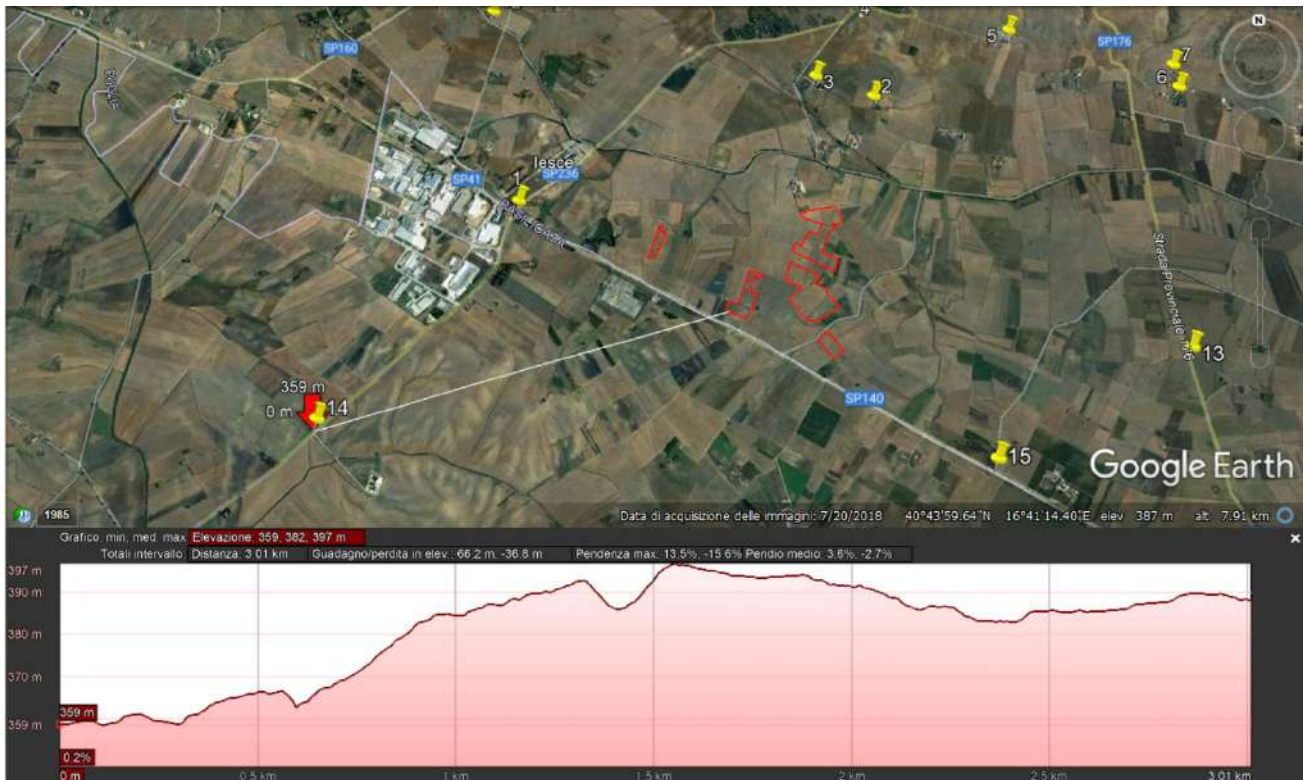 4
5
SP160
SP176
7
6
3
2
Iesce
SP41
SP236
1
BASILICATA
Strada Provinciale
13
359 m
0 m
14
SP140
15
Google Earth
1985
Data di acquisizione delle immagini: 7/20/2018 40°43'59.64"N 16°41'14.40"E elev 387 m alt 7.91 km
N
Grafico: min, med, max Elevazione: 359, 382, 397 m
Totali intervallo: Distanza: 3.01 km Guadagno/perdita in elev.: 66.2 m, -36.8 m Pendenza max: 13.5%, -15.6% Pendio medio: 3.6%, -2.7%
397 m
390 m
380 m
370 m
359 m
359 m
0.2%
0 m
0.5 km
1 km
1.5 km
2 km
2.5 km
3.01 km